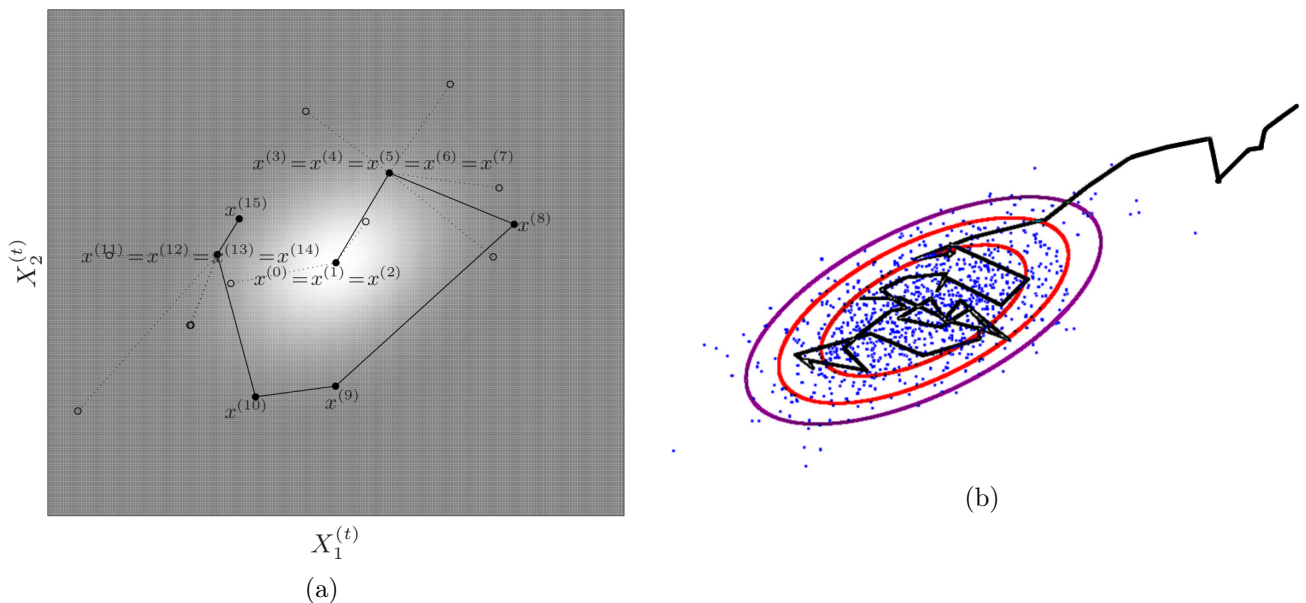 x^{(3)} = x^{(4)} = x^{(5)} = x^{(6)} = x^{(7)}
x^{(15)}
x^{(8)}
x^{(11)} = x^{(12)} = x^{(13)} = x^{(14)}
x^{(0)} = x^{(1)} = x^{(2)}
x^{(9)}
x^{(10)}
X_2^{(t)}
X_1^{(t)}
(a)
(b)